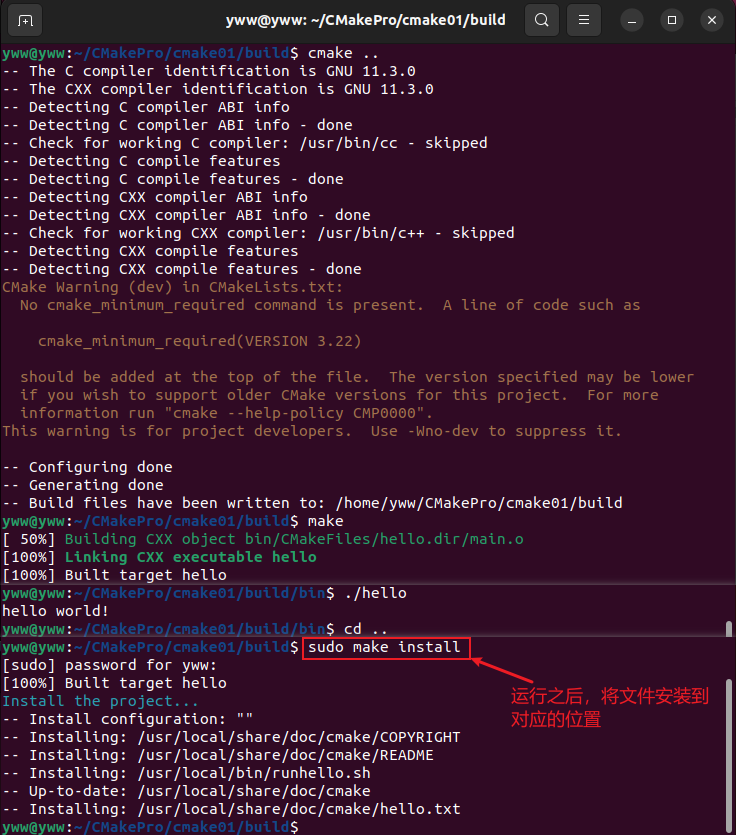 yww@yww: ~/CMakePro/cmake01/build
yww@yww:~/CMakePro/cmake01/build$ cmake ..
-- The C compiler identification is GNU 11.3.0
-- The CXX compiler identification is GNU 11.3.0
-- Detecting C compiler ABI info
-- Detecting C compiler ABI info - done
-- Check for working C compiler: /usr/bin/cc - skipped
-- Detecting C compile features
-- Detecting C compile features - done
-- Detecting CXX compiler ABI info
-- Detecting CXX compiler ABI info - done
-- Check for working CXX compiler: /usr/bin/c++ - skipped
-- Detecting CXX compile features
-- Detecting CXX compile features - done
CMake Warning (dev) in CMakeLists.txt:
  No cmake_minimum_required command is present.  A line of code such as
    cmake_minimum_required(VERSION 3.22)
  should be added at the top of the file.  The version specified may be lower
  if you wish to support older CMake versions for this project.  For more
  information run "cmake --help-policy CMP0000".
This warning is for project developers.  Use -Wno-dev to suppress it.
-- Configuring done
-- Generating done
-- Build files have been written to: /home/yww/CMakePro/cmake01/build
yww@yww:~/CMakePro/cmake01/build$ make
[ 50%] Building CXX object bin/CMakeFiles/hello.dir/main.o
[100%] Linking CXX executable hello
[100%] Built target hello
yww@yww:~/CMakePro/cmake01/build/bin$ ./hello
hello world!
yww@yww:~/CMakePro/cmake01/build/bin$ cd ..
yww@yww:~/CMakePro/cmake01/build$ sudo make install
[sudo] password for yww:
[100%] Built target hello
Install the project...
-- Install configuration: ""
-- Installing: /usr/local/share/doc/cmake/COPYRIGHT
-- Installing: /usr/local/share/doc/cmake/README
-- Installing: /usr/local/bin/runhello.sh
-- Up-to-date: /usr/local/share/doc/cmake
-- Installing: /usr/local/share/doc/cmake/hello.txt
yww@yww:~/CMakePro/cmake01/build$
运行之后，将文件安装到
对应的位置